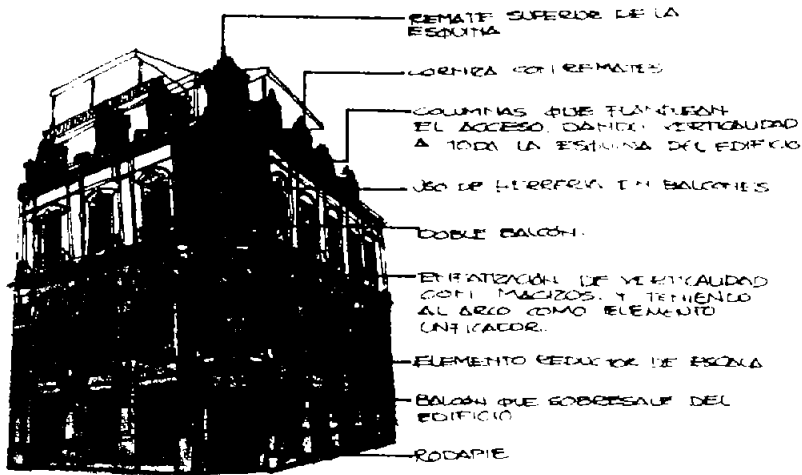 REMATE SUPERIOR DE LA
ESQUINA
CORNIZA CON REMATES
COLUMNAS QUE FLANQUEAN
EL ACCESO, DANDO VERTICALIDAD
A TODA LA ESQUINA DEL EDIFICIO
USO DE HERRERIA EN BALCONES
DOBLE BALCÓN.
ENFATIZACIÓN DE VERTICALIDAD
CON MACIZOS, Y TENIENDO
AL ARCO COMO ELEMENTO
UNIFICADOR.
ELEMENTO REDUCTOR DE ESCALA
BALCÓN QUE SOBRESALE DEL
EDIFICIO
RODAPIE